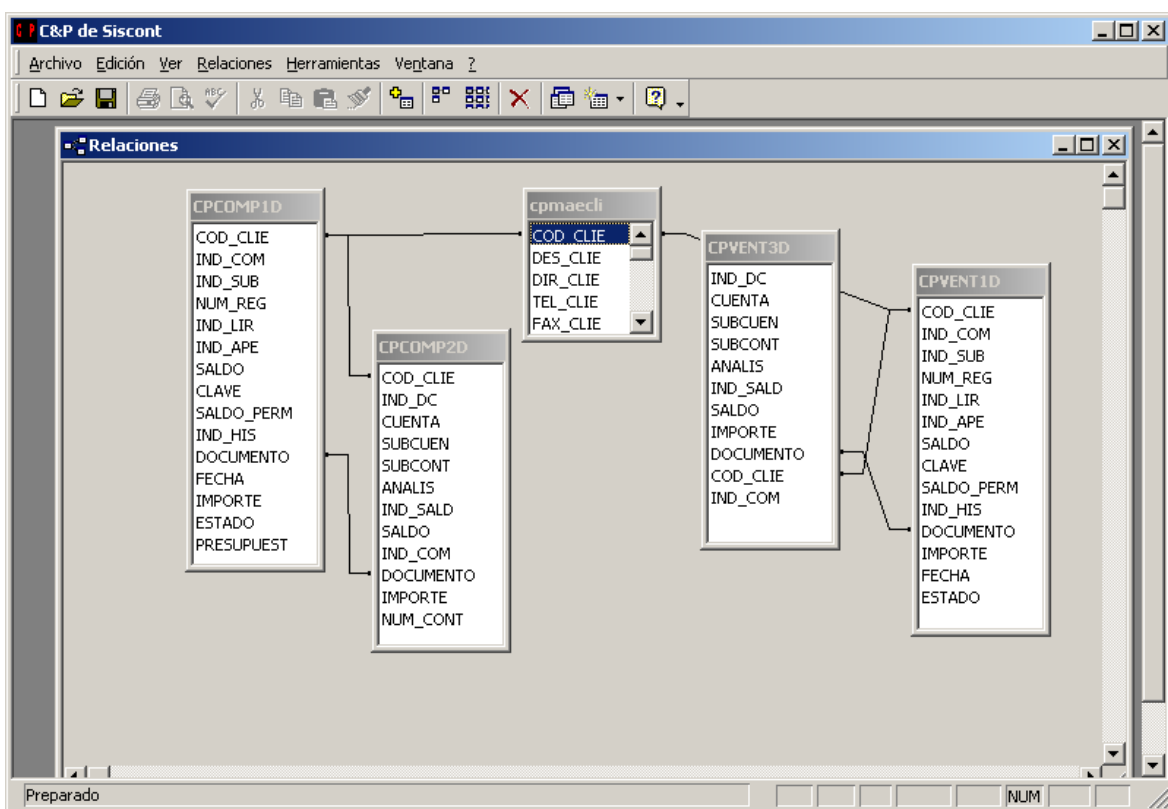 C P C&P de Siscont
Archivo Edición Ver Relaciones Herramientas Ventana ?
ABC
Relaciones
CPCOMP1D
COD_CLIE
IND_COM
IND_SUB
NUM_REG
IND_LIR
IND_APE
SALDO
CLAVE
SALDO_PERM
IND_HIS
DOCUMENTO
FECHA
IMPORTE
ESTADO
PRESUPUEST
CPCOMP2D
COD_CLIE
IND_DC
CUENTA
SUBCUEN
SUBCONT
ANALIS
IND_SALD
SALDO
IND_COM
DOCUMENTO
IMPORTE
NUM_CONT
cpmaecli
COD_CLIE
DES_CLIE
DIR_CLIE
TEL_CLIE
FAX_CLIE
CPVENT3D
IND_DC
CUENTA
SUBCUEN
SUBCONT
ANALIS
IND_SALD
SALDO
IMPORTE
DOCUMENTO
COD_CLIE
IND_COM
CPVENT1D
COD_CLIE
IND_COM
IND_SUB
NUM_REG
IND_LIR
IND_APE
SALDO
CLAVE
SALDO_PERM
IND_HIS
DOCUMENTO
IMPORTE
FECHA
ESTADO
Preparado
NUM